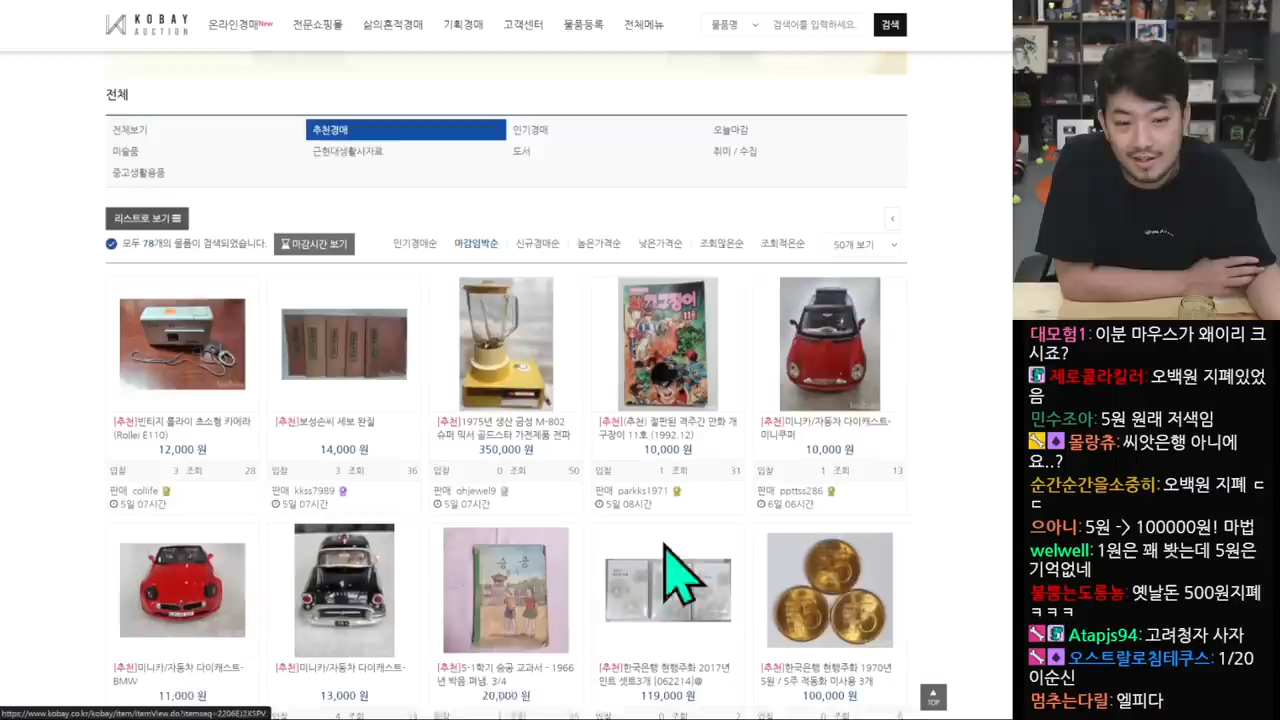 KOBAY
AUCTION
온라인경매New
전문쇼핑몰
삶의흔적경매
기획경매
고객센터
물품등록
전체메뉴
물품명
검색어를 입력하세요.
검색
전체
전체보기
추천경매
인기경매
오늘마감
미술품
근현대생활사자료
도서
취미 / 수집
중고생활용품
리스트로 보기
모두 78개의 물품이 검색되었습니다.
마감시간 보기
인기경매순
마감임박순
신규경매순
높은가격순
낮은가격순
조회많은순
조회적은순
50개 보기
[추천]빈티지 롤라이 초소형 카메라
(Rollei E110)
12,000 원
입찰 3 조회 28
판매 collife
5일 07시간
[추천]보성손씨 세보 완질
14,000 원
입찰 3 조회 36
판매 kkss7989
5일 07시간
[추천]1975년 생산 금성 M-802
슈퍼 믹서 골드스타 가전제품 전파
350,000 원
입찰 0 조회 50
판매 ohjewel9
5일 07시간
[추천](추천) 절판된 격주간 만화 개
구장이 11호 (1992.12)
10,000 원
입찰 1 조회 31
판매 parkks1971
5일 08시간
[추천]미니카/자동차 다이캐스트-
미니쿠퍼
10,000 원
입찰 1 조회 13
판매 ppttss286
6일 06시간
[추천]미니카/자동차 다이캐스트-
BMW
11,000 원
[추천]미니카/자동차 다이캐스트-
13,000 원
승공
[추천]5-1학기 승공 교과서 - 1966
년 박음.펴냄. 3/4
20,000 원
[추천]한국은행 현행주화 2017년
민트 셋트3개 [062214]@
119,000 원
[추천]한국은행 현행주화 1970년
5원 / 5주 적동화 미사용 3개
100,000 원
TOP
https://www.kobay.co.kr/kobay/item/itemView.do?itemseq=2206EJ2XSPV
대모험1: 이분 마우스가 왜이리 크
시죠?
제로콜라킬러: 오백원 지폐있었
음
민수조아: 5원 원래 저색임
몰랑츄: 씨앗은행 아니에
요..?
순간순간을소중히: 오백원 지폐 ㄷ
ㄷ
으아니: 5원 -> 100000원! 마법
welwell: 1원은 꽤 봣는데 5원은
기억없네
불뿜는도롱뇽: 옛날돈 500원지폐
ㅋㅋㅋ
Atapjs94: 고려청자 사자
오스트랄로침테쿠스: 1/20
이순신
멈추는다릴: 엘피다